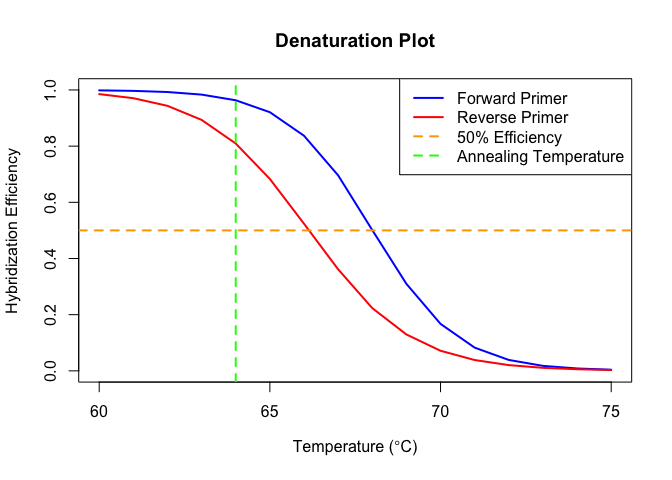 Denaturation Plot
Forward Primer
Reverse Primer
50% Efficiency
Annealing Temperature
Hybridization Efficiency
1.0
0.8
0.6
0.4
0.2
0.0
60 65 70 75
Temperature (°C)